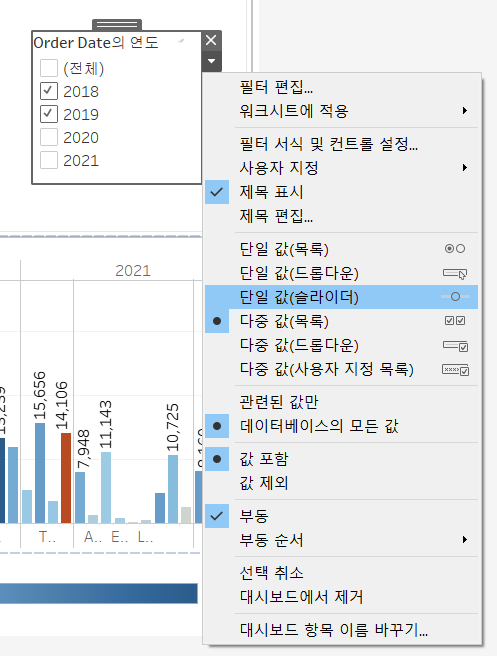 Order Date의 연도
(전체)
2018
2019
2020
2021
필터 편집...
워크시트에 적용
필터 서식 및 컨트롤 설정...
사용자 지정
제목 표시
제목 편집...
단일 값(목록)
단일 값(드롭다운)
단일 값(슬라이더)
다중 값(목록)
다중 값(드롭다운)
다중 값(사용자 지정 목록)
관련된 값만
데이터베이스의 모든 값
값 포함
값 제외
부동
부동 순서
선택 취소
대시보드에서 제거
대시보드 항목 이름 바꾸기...
2021
15,656
14,106
7,948
11,143
10,725
T..
A..
E..
L..